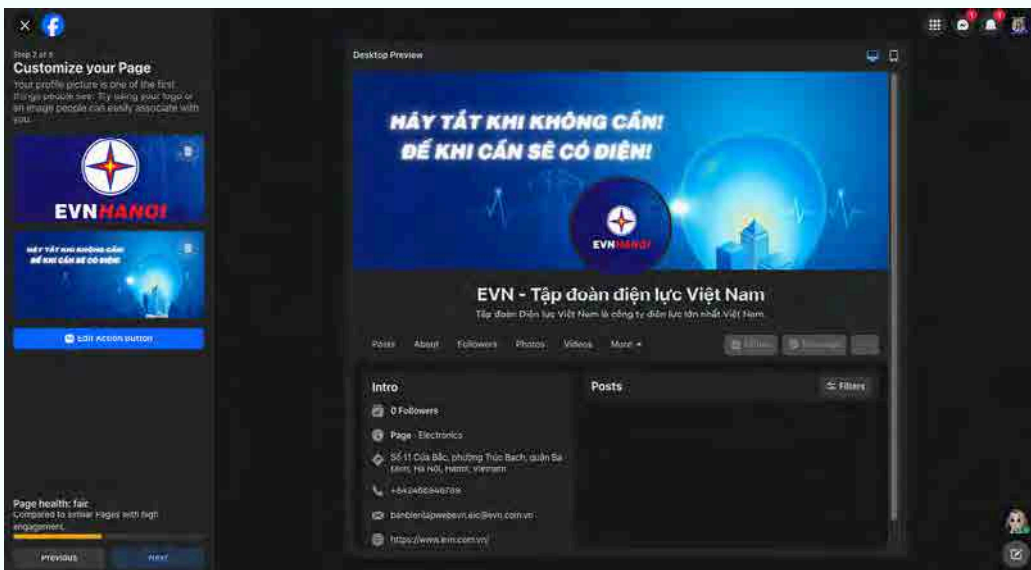 Step 2 of 5
Customize your Page
Your profile picture is one of the first
things people see. Try using your logo or
an image people can easily associate with
you.
EVNHANOI
HÃY TẮT KHI KHÔNG CẦN!
ĐỂ KHI CẦN SẼ CÓ ĐIỆN!
Edit Action Button
Page health: fair
Compared to similar Pages with high
engagement.
Previous
Next
Desktop Preview
HÃY TẮT KHI KHÔNG CẦN!
ĐỂ KHI CẦN SẼ CÓ ĐIỆN!
EVNHANOI
EVN - Tập đoàn điện lực Việt Nam
Tập đoàn Điện lực Việt Nam là công ty điện lực lớn nhất Việt Nam.
Posts About Followers Photos Videos More
Follow
Message
Intro
0 Followers
Page · Electronics
Số 11 Cửa Bắc, phường Trúc Bạch, quận Ba
Đình, Hà Nội, Hanoi, Vietnam
https://www.evn.com.vn/
Posts
Filters